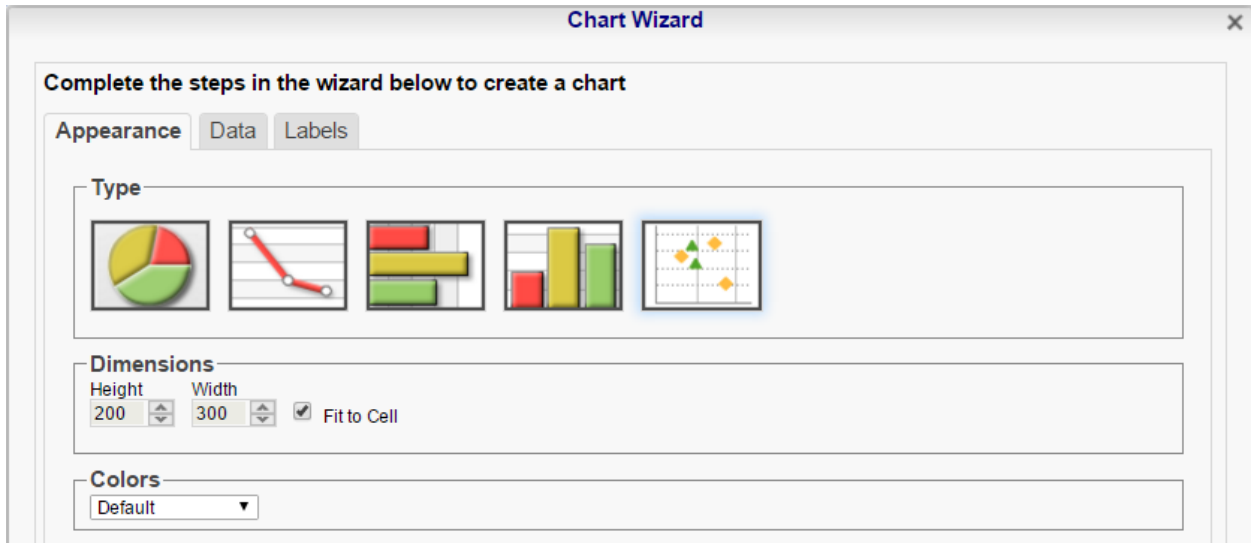 Chart Wizard
Complete the steps in the wizard below to create a chart
Appearance Data Labels
Type
Dimensions
Height Width
200 300 Fit to Cell
Colors
Default